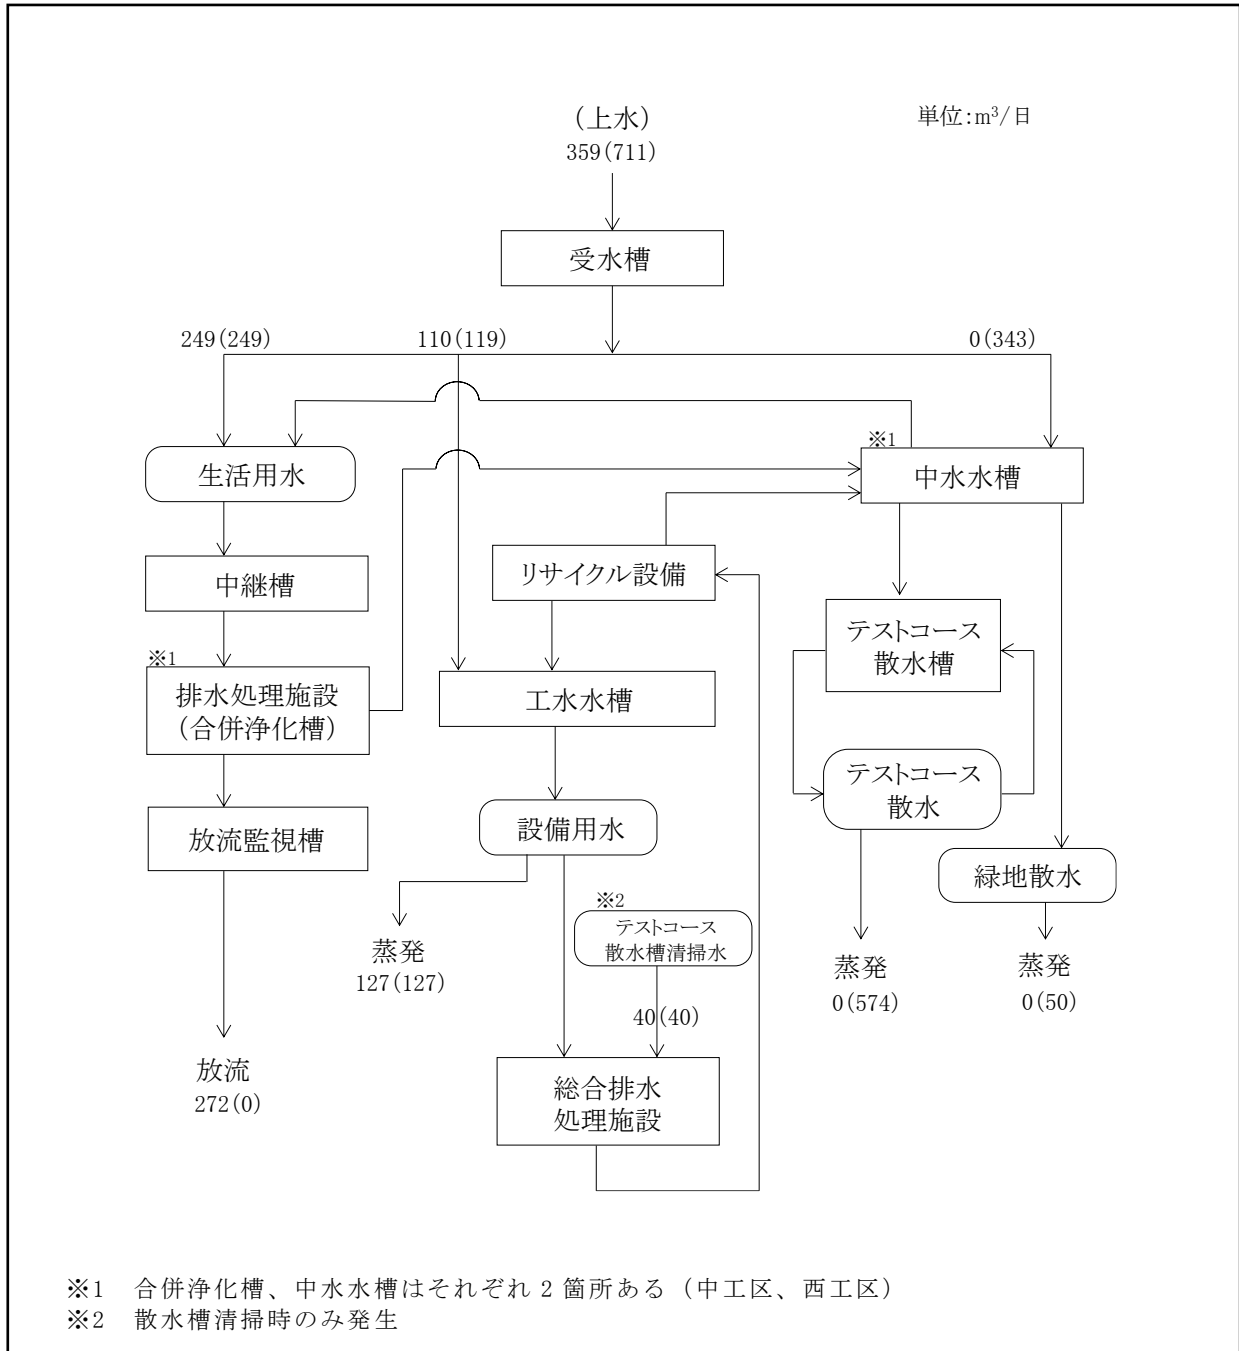 (上水)
359(711)
単位:m³/日
受水槽
249(249)
110(119)
0(343)
※1
生活用水
中水水槽
中継槽
リサイクル設備
テストコース
散水槽
※1
排水処理施設
(合併浄化槽)
工水水槽
テストコース
散水
放流監視槽
設備用水
緑地散水
※2
テストコース
散水槽清掃水
蒸発
127(127)
蒸発
0(574)
蒸発
0(50)
40(40)
放流
272(0)
総合排水
処理施設
※1 合併浄化槽、中水水槽はそれぞれ 2 箇所ある (中工区、西工区)
※2 散水槽清掃時のみ発生